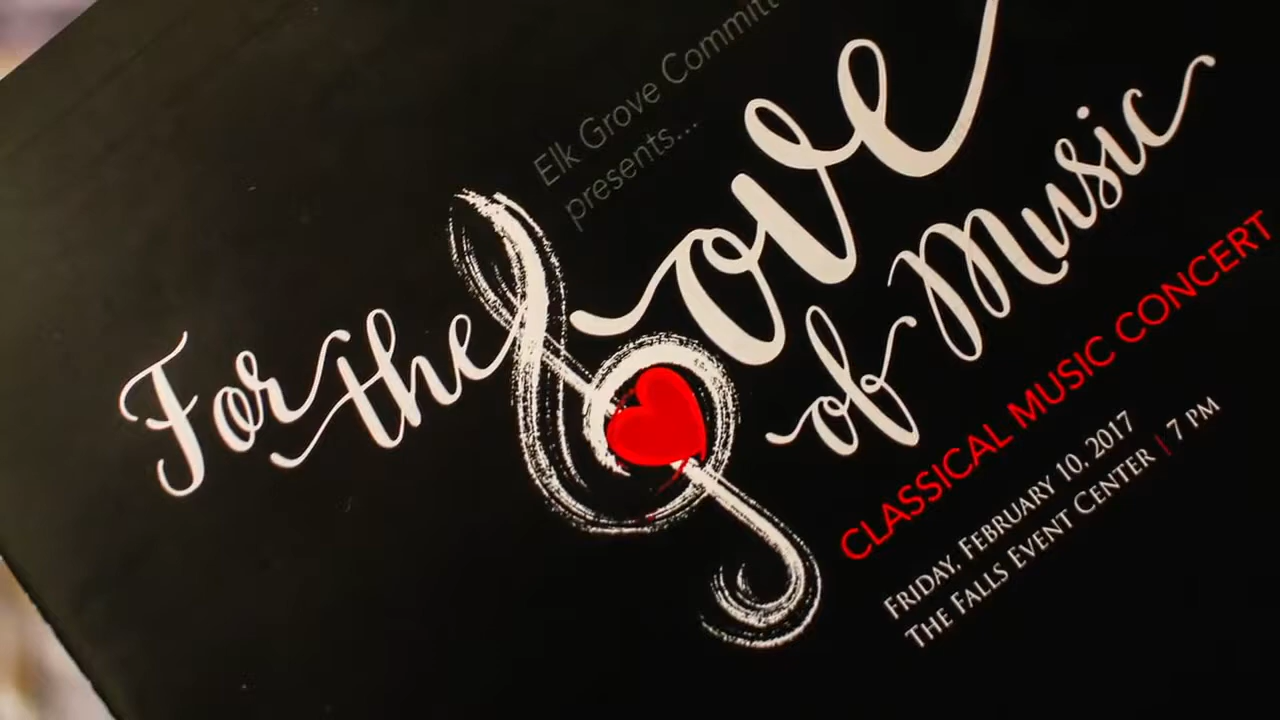 Elk Grove
presents...
For the Love
of Music
CLASSICAL MUSIC CONCERT
FRIDAY, FEBRUARY 10, 2017
THE FALLS EVENT CENTER | 7 PM